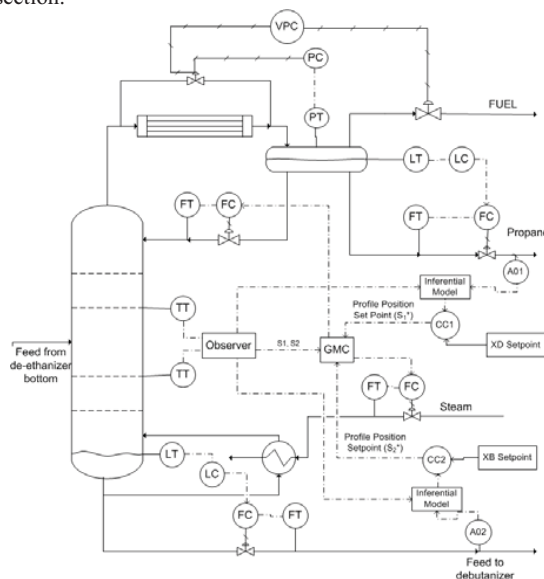 section.
VPC
PC
PT
FUEL
LT
LC
FT
FC
FT
FC
Propane
A01
Inferential
Model
Profile Position
Set Point (S₁*)
CC1
XD Setpoint
TT
Observer
S1, S2
GMC
Feed from
de-ethanizer
bottom
TT
FT
FC
Steam
Profile Position
Setpoint (S₂*)
CC2
XB Setpoint
LT
LC
Inferential
Model
FC
FT
A02
Feed to
debutanizer